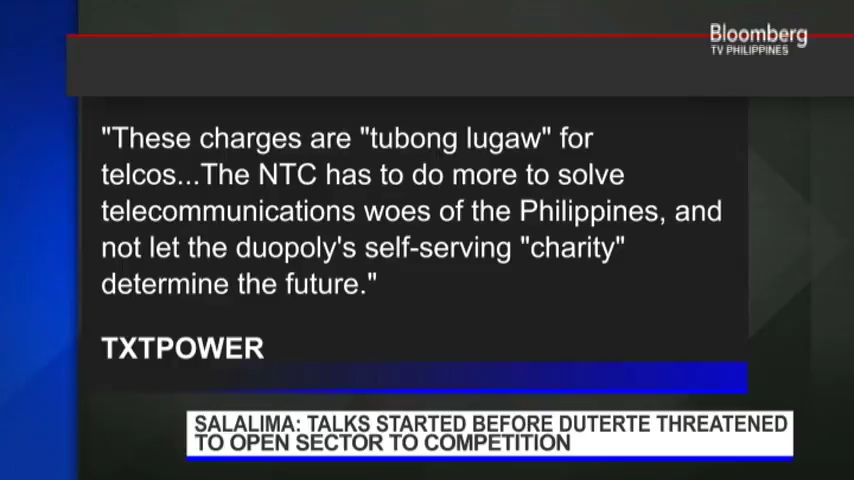 Bloomberg
TV PHILIPPINES
"These charges are "tubong lugaw" for
telcos...The NTC has to do more to solve
telecommunications woes of the Philippines, and
not let the duopoly's self-serving "charity"
determine the future."
TXTPOWER
SALALIMA: TALKS STARTED BEFORE DUTERTE THREATENED
TO OPEN SECTOR TO COMPETITION